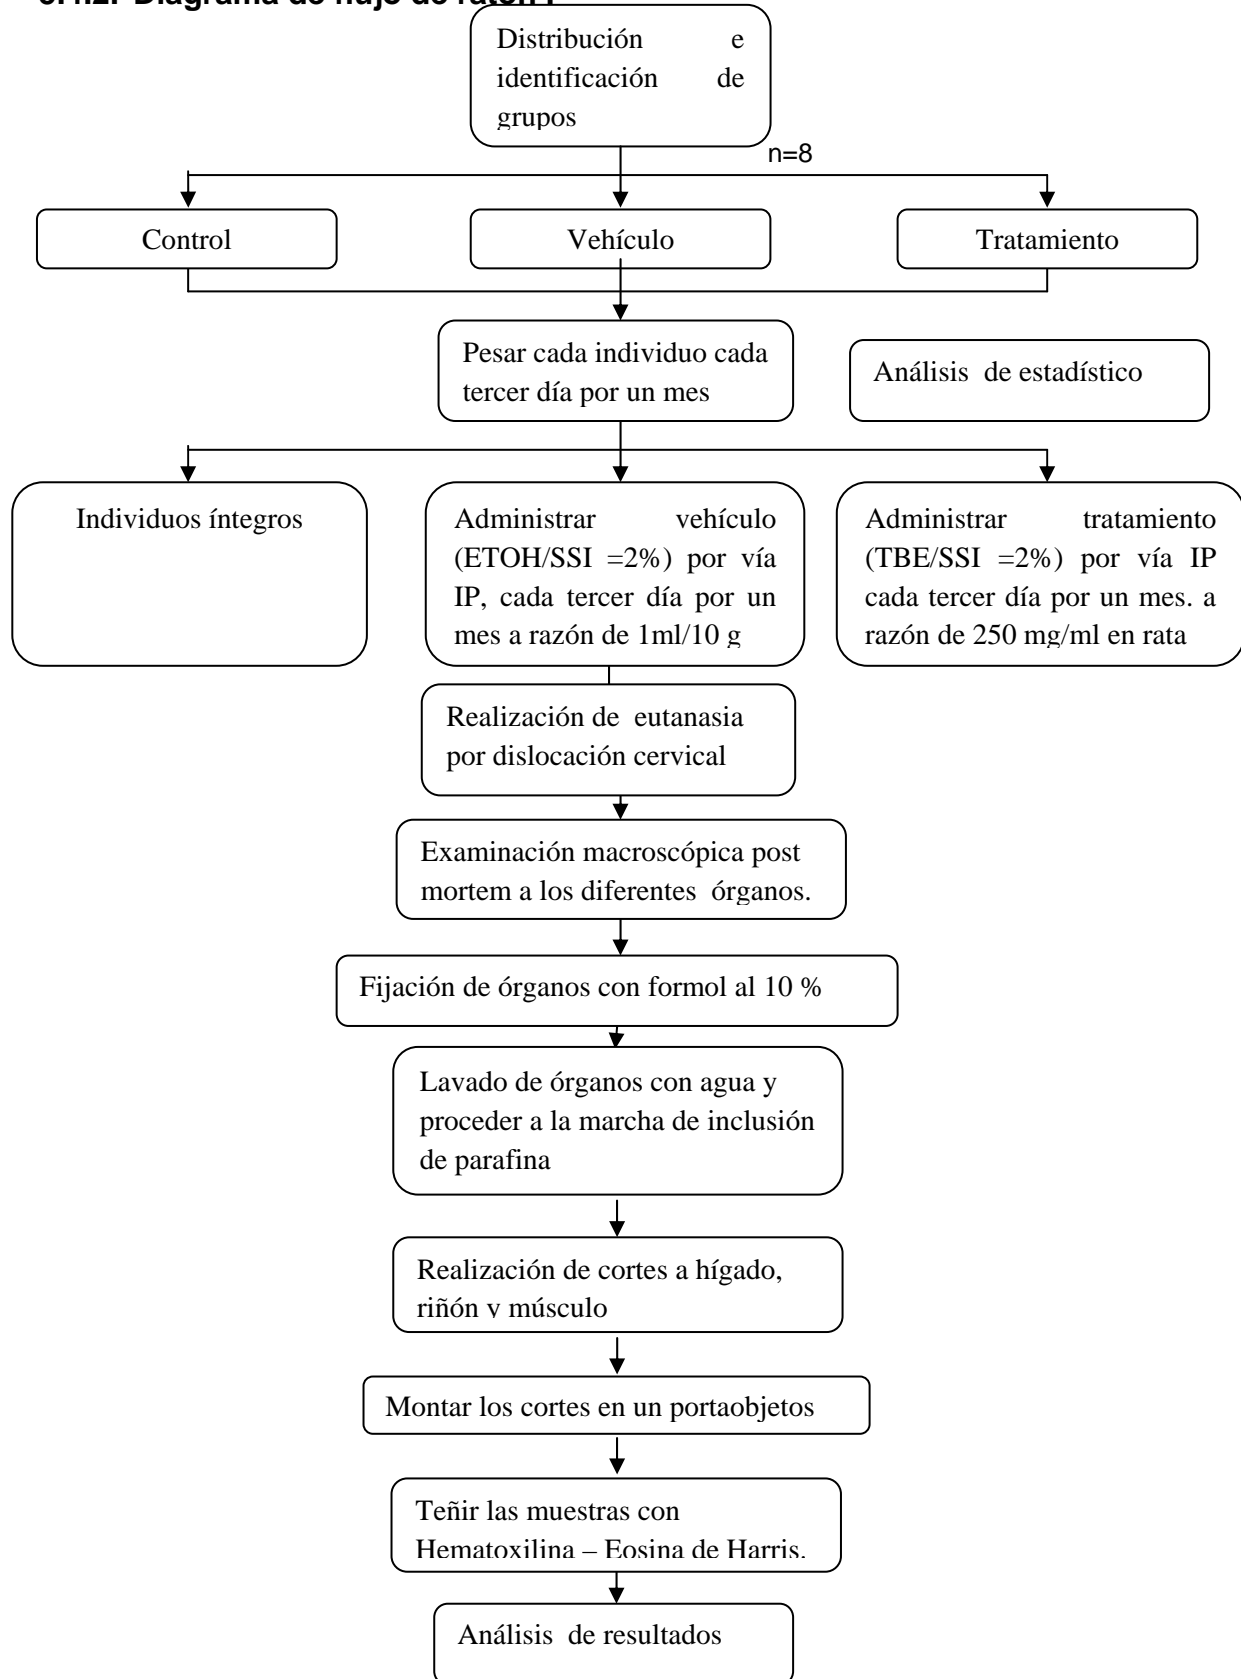 Distribución e
identificación de
grupos
n=8
Control
Vehículo
Tratamiento
Pesar cada individuo cada
tercer día por un mes
Análisis de estadístico
Individuos íntegros
Administrar vehículo
(ETOH/SSI =2%) por vía
IP, cada tercer día por un
mes a razón de 1ml/10 g
Administrar tratamiento
(TBE/SSI =2%) por vía IP
cada tercer día por un mes. a
razón de 250 mg/ml en rata
Realización de eutanasia
por dislocación cervical
Examinación macroscópica post
mortem a los diferentes órganos.
Fijación de órganos con formol al 10 %
Lavado de órganos con agua y
proceder a la marcha de inclusión
de parafina
Realización de cortes a hígado,
riñón y músculo
Montar los cortes en un portaobjetos
Teñir las muestras con
Hematoxilina – Eosina de Harris.
Análisis de resultados